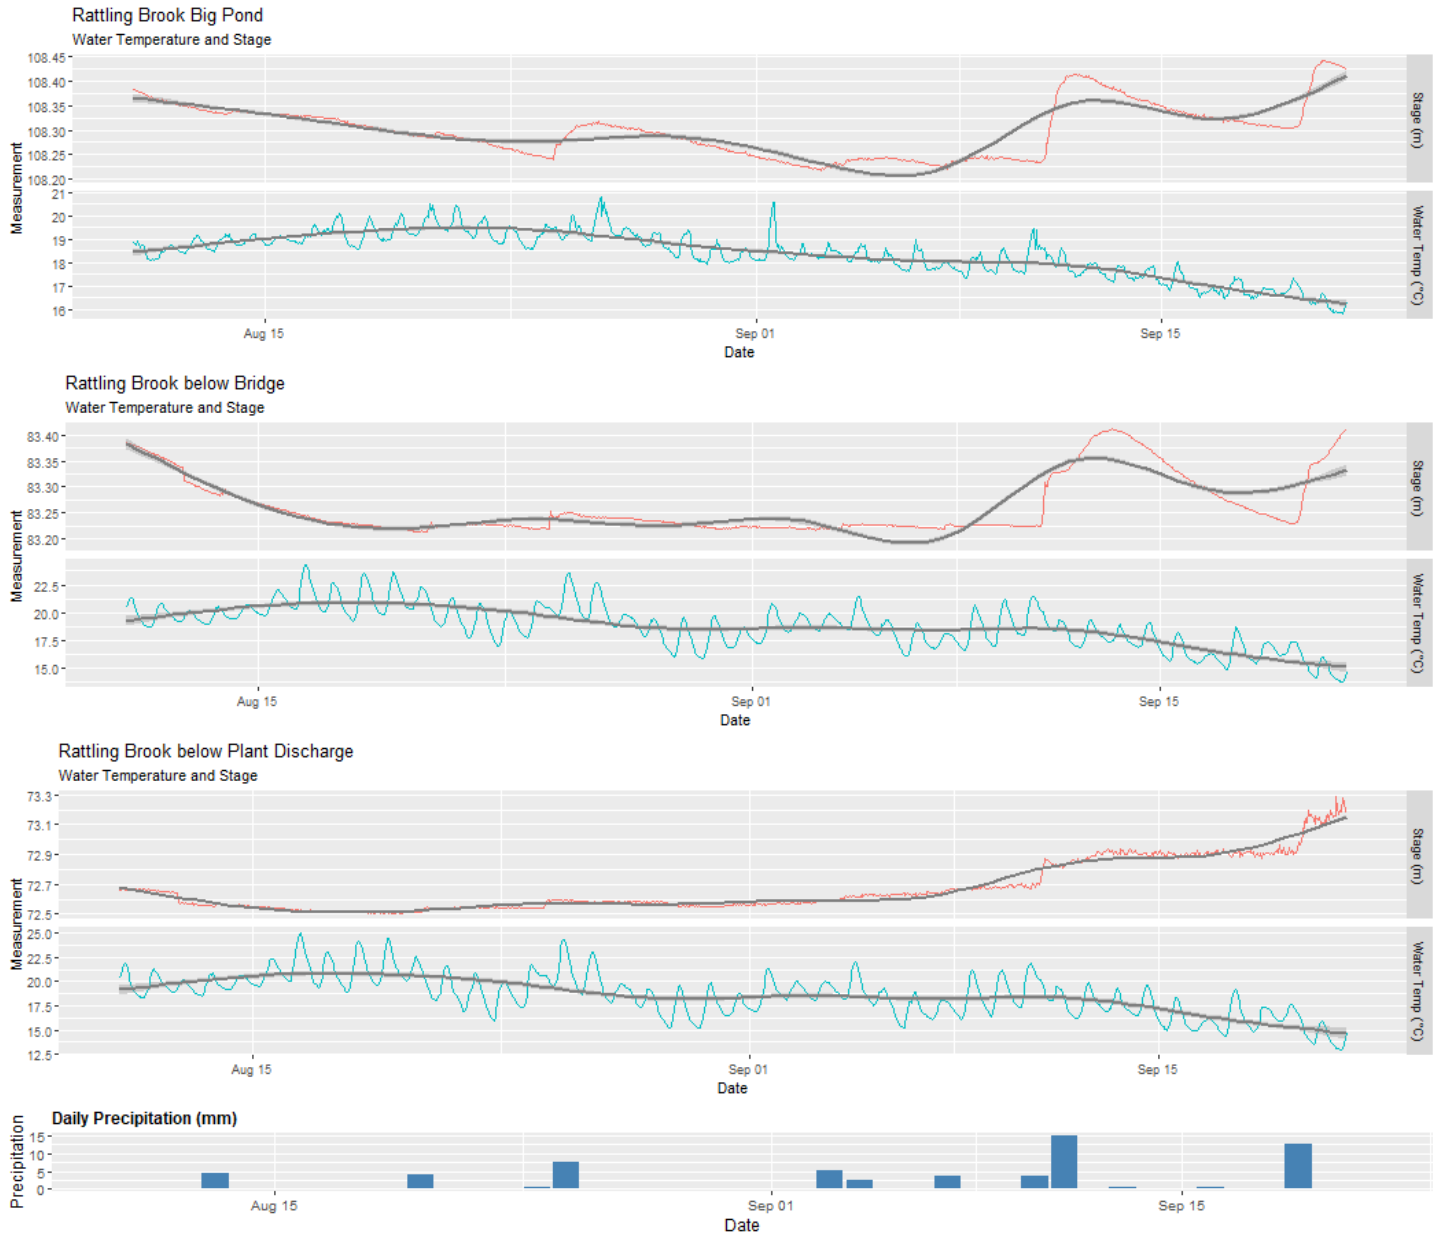 Rattling Brook Big Pond
Water Temperature and Stage
Measurement
108.45
108.40
108.35
108.30
108.25
108.20
Stage (m)
21
20
19
18
17
16
Water Temp (°C)
Aug 15
Sep 01
Sep 15
Date
Rattling Brook below Bridge
Water Temperature and Stage
Measurement
83.40
83.35
83.30
83.25
83.20
Stage (m)
22.5
20.0
17.5
15.0
Water Temp (°C)
Aug 15
Sep 01
Sep 15
Date
Rattling Brook below Plant Discharge
Water Temperature and Stage
Measurement
73.3
73.1
72.9
72.7
72.5
Stage (m)
25.0
22.5
20.0
17.5
15.0
12.5
Water Temp (°C)
Aug 15
Sep 01
Sep 15
Date
Daily Precipitation (mm)
Precipitation
15
10
5
0
Aug 15
Sep 01
Sep 15
Date